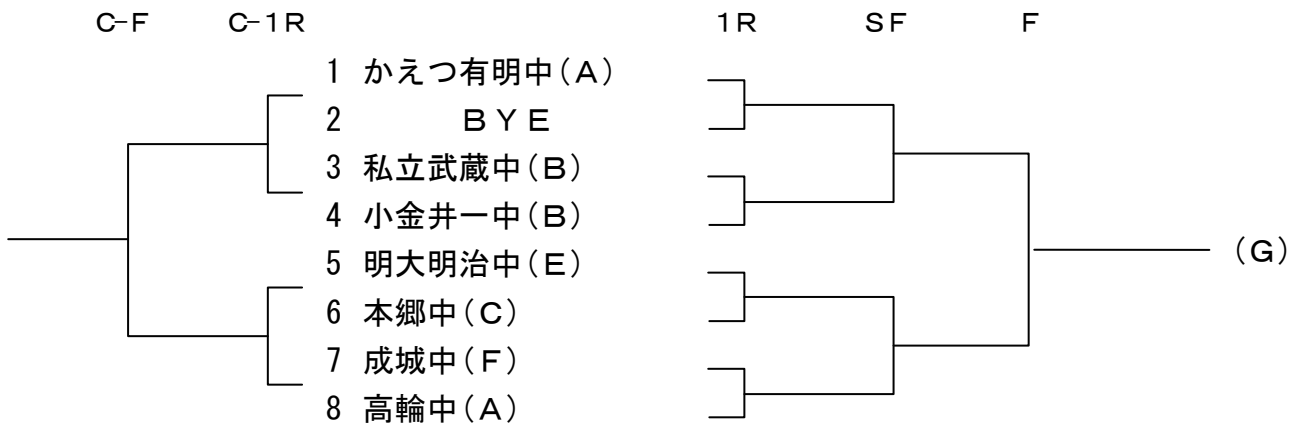 C-F C-1R 1R SF F
1 かえつ有明中(A)
2 BYE
3 私立武蔵中(B)
4 小金井一中(B)
(G)
5 明大明治中(E)
6 本郷中(C)
7 成城中(F)
8 高輪中(A)